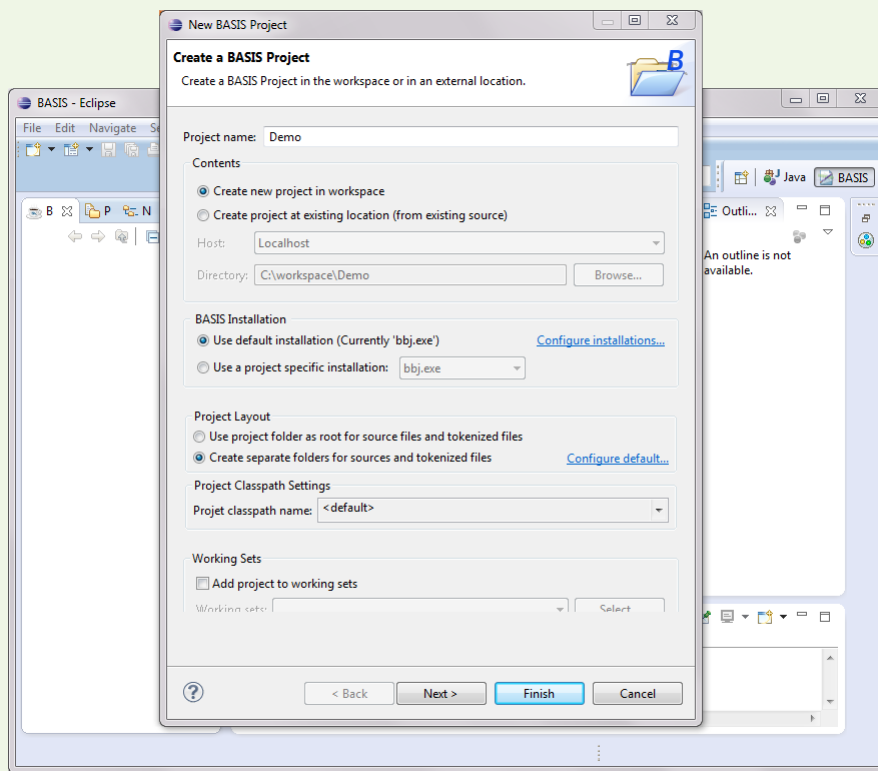 New BASIS Project
Create a BASIS Project
Create a BASIS Project in the workspace or in an external location.
B
BASIS - Eclipse
File Edit Navigate
Java BASIS
B P N
Outli...
An outline is not
available.
Project name: Demo
Contents
Create new project in workspace
Create project at existing location (from existing source)
Host: Localhost
Directory: C:\workspace\Demo Browse...
BASIS Installation
Use default installation (Currently 'bbj.exe') Configure installations...
Use a project specific installation: bbj.exe
Project Layout
Use project folder as root for source files and tokenized files
Create separate folders for sources and tokenized files Configure default...
Project Classpath Settings
Projet classpath name: <default>
Working Sets
Add project to working sets
Working sets: Select...
? < Back Next > Finish Cancel